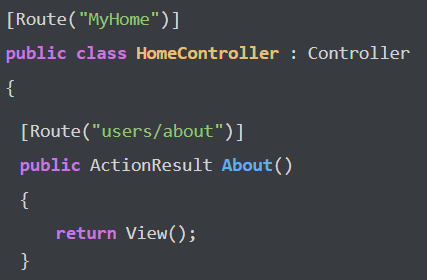 [Route("MyHome")]
public class HomeController : Controller
{
[Route("users/about")]
public ActionResult About()
{
return View();
}